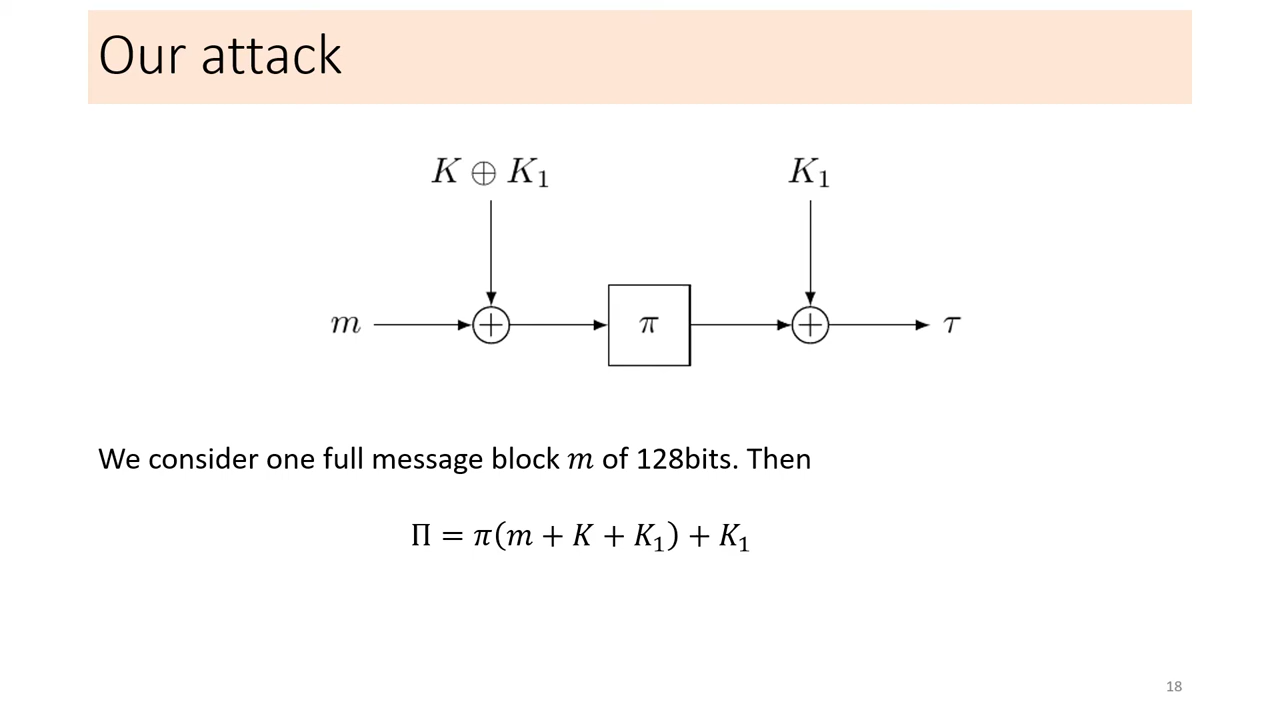 Our attack
K ⊕ K₁
K₁
m
π
τ
We consider one full message block 𝑚 of 128bits. Then
Π = 𝜋(𝑚 + 𝐾 + 𝐾₁) + 𝐾₁
18